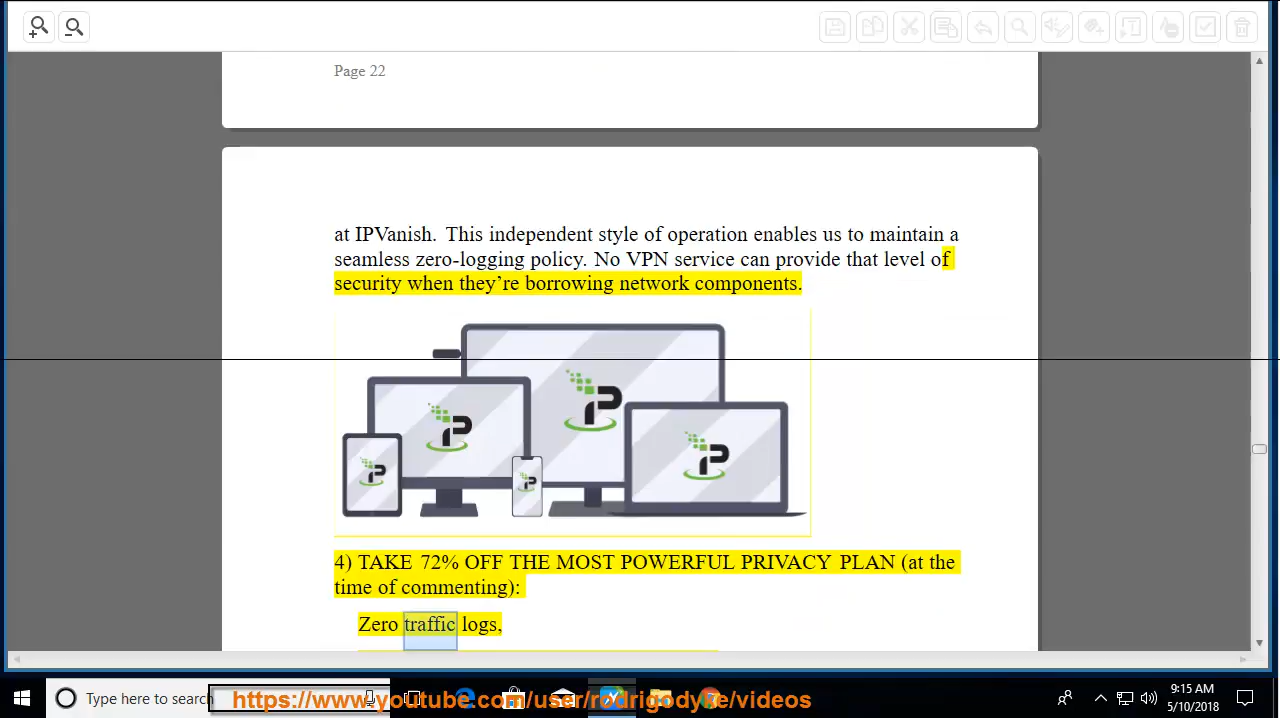 Page 22
at IPVanish. This independent style of operation enables us to maintain a
seamless zero-logging policy. No VPN service can provide that level of
security when they’re borrowing network components.
4) TAKE 72% OFF THE MOST POWERFUL PRIVACY PLAN (at the
time of commenting):
Zero traffic logs,
Type here to search
https://www.youtube.com/user/rodrigodyke/videos
9:15 AM
5/10/2018